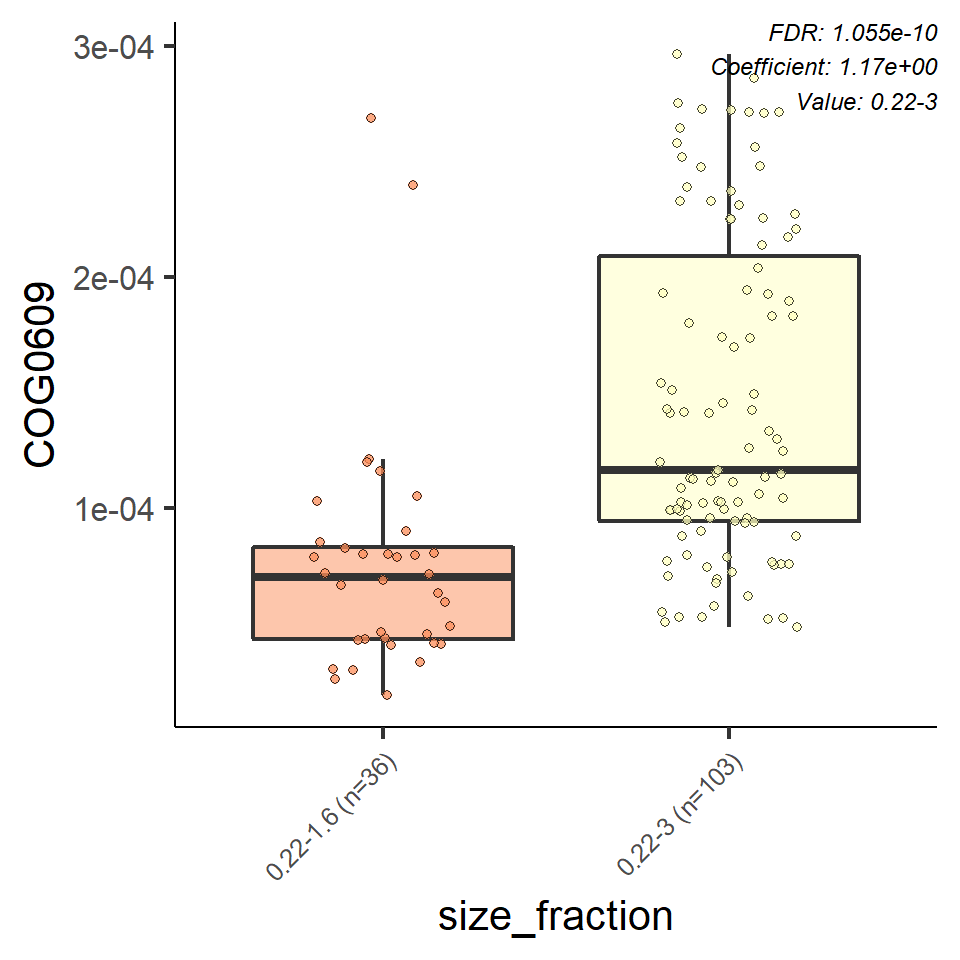 FDR: 1.055e-10
Coefficient: 1.17e+00
Value: 0.22-3
3e-04
2e-04
1e-04
COG0609
0.22-1.6 (n=36)
0.22-3 (n=103)
size_fraction